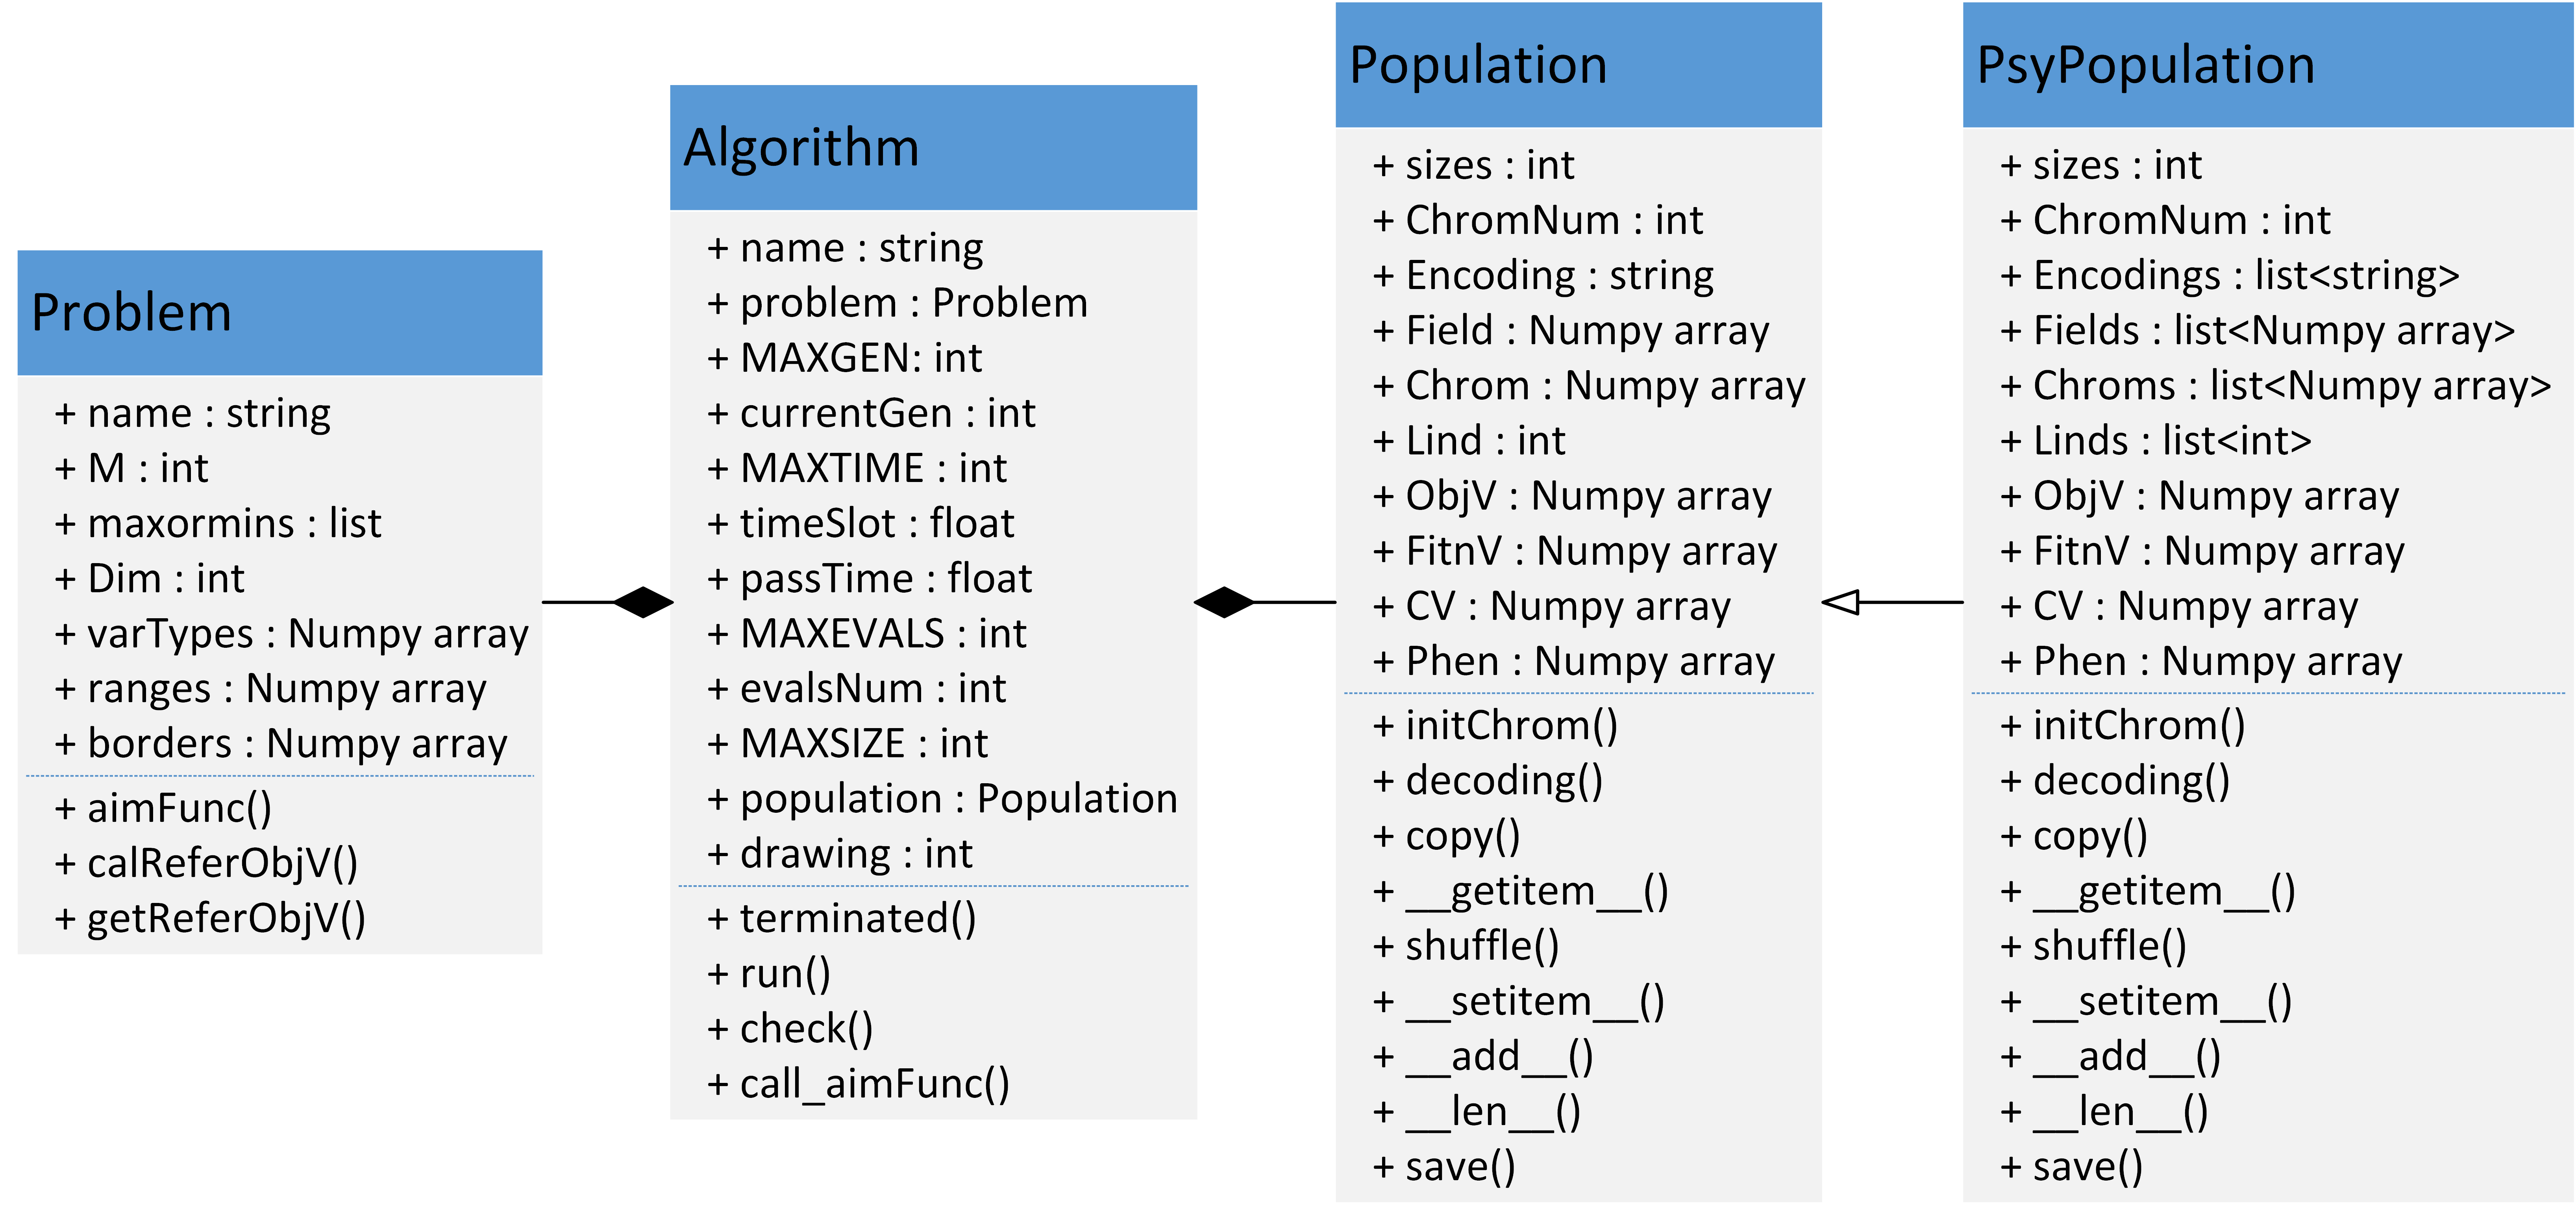 Problem
+ name : string
+ M : int
+ maxormins : list
+ Dim : int
+ varTypes : Numpy array
+ ranges : Numpy array
+ borders : Numpy array
+ aimFunc()
+ calReferObjV()
+ getReferObjV()
Algorithm
+ name : string
+ problem : Problem
+ MAXGEN: int
+ currentGen : int
+ MAXTIME : int
+ timeSlot : float
+ passTime : float
+ MAXEVALS : int
+ evalsNum : int
+ MAXSIZE : int
+ population : Population
+ drawing : int
+ terminated()
+ run()
+ check()
+ call_aimFunc()
Population
+ sizes : int
+ ChromNum : int
+ Encoding : string
+ Field : Numpy array
+ Chrom : Numpy array
+ Lind : int
+ ObjV : Numpy array
+ FitnV : Numpy array
+ CV : Numpy array
+ Phen : Numpy array
+ initChrom()
+ decoding()
+ copy()
+ __getitem__()
+ shuffle()
+ __setitem__()
+ __add__()
+ __len__()
+ save()
PsyPopulation
+ sizes : int
+ ChromNum : int
+ Encodings : list<string>
+ Fields : list<Numpy array>
+ Chroms : list<Numpy array>
+ Linds : list<int>
+ ObjV : Numpy array
+ FitnV : Numpy array
+ CV : Numpy array
+ Phen : Numpy array
+ initChrom()
+ decoding()
+ copy()
+ __getitem__()
+ shuffle()
+ __setitem__()
+ __add__()
+ __len__()
+ save()